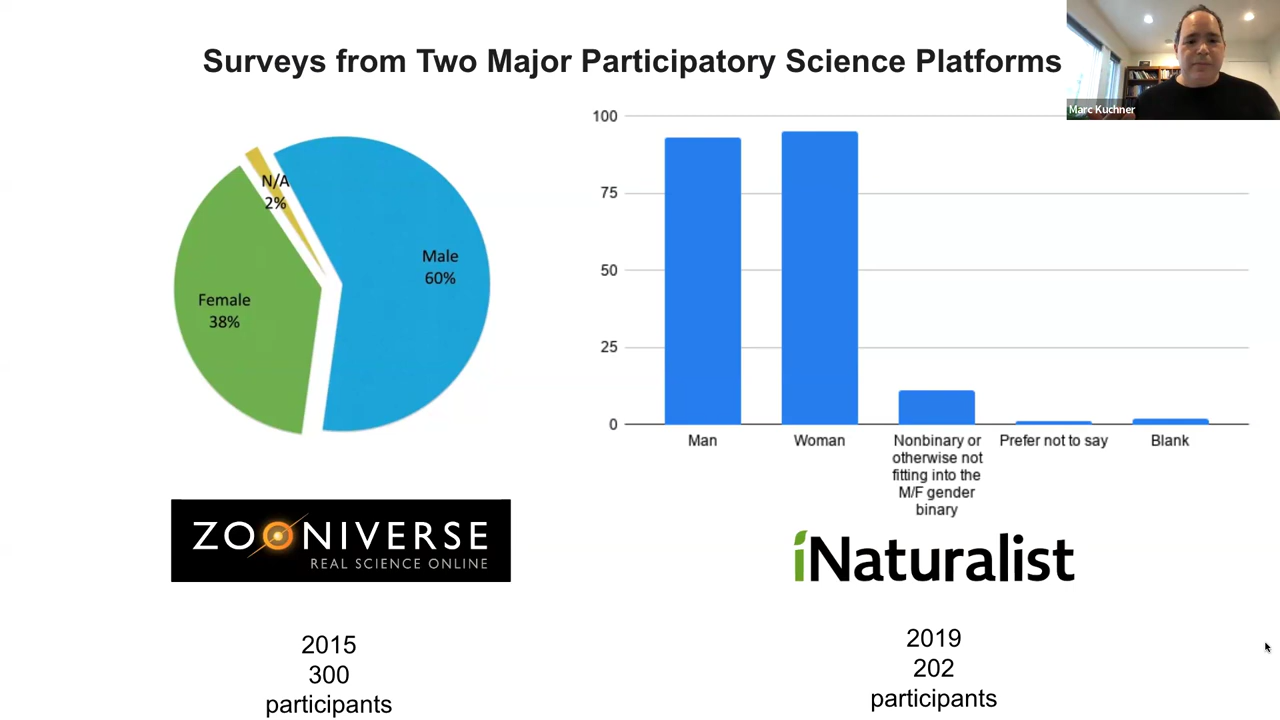 Surveys from Two Major Participatory Science Platforms
Marc Kuchner
N/A
2%
Male
60%
Female
38%
100
75
50
25
0
Man
Woman
Nonbinary or
otherwise not
fitting into the
M/F gender
binary
Prefer not to say
Blank
ZOONIVERSE
REAL SCIENCE ONLINE
iNaturalist
2015
300
participants
2019
202
participants